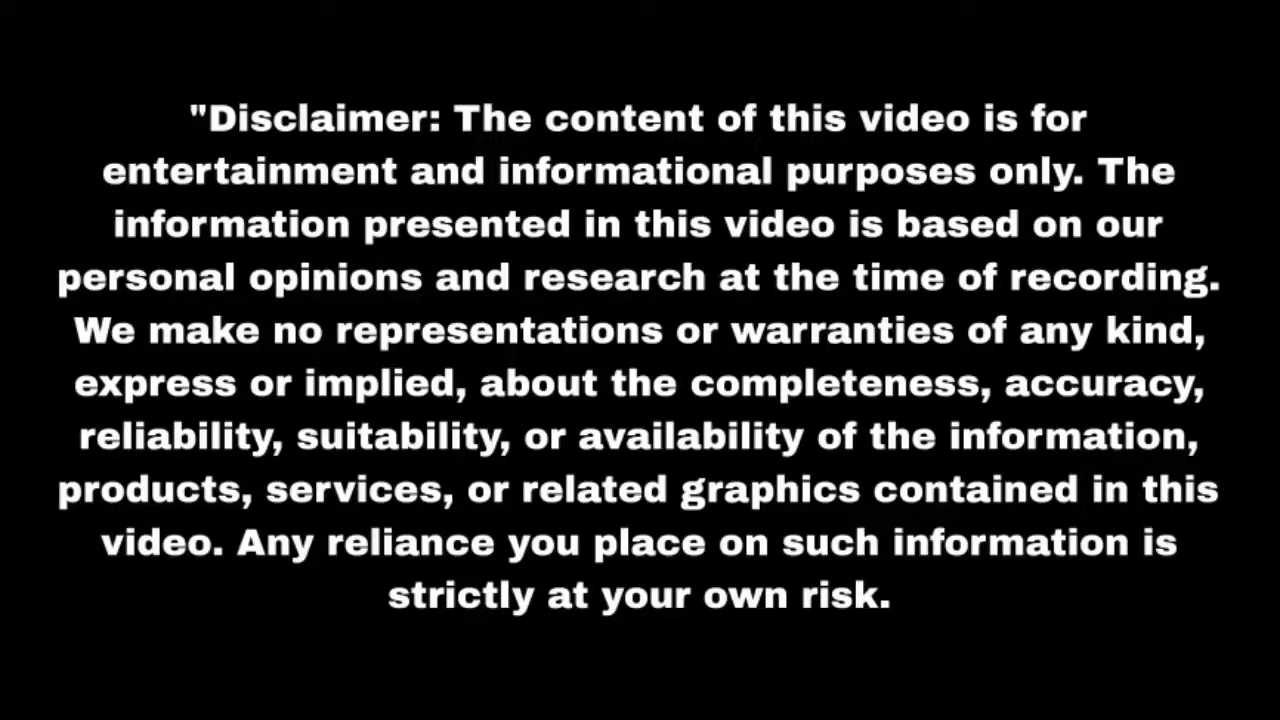 "Disclaimer: The content of this video is for
entertainment and informational purposes only. The
information presented in this video is based on our
personal opinions and research at the time of recording.
We make no representations or warranties of any kind,
express or implied, about the completeness, accuracy,
reliability, suitability, or availability of the information,
products, services, or related graphics contained in this
video. Any reliance you place on such information is
strictly at your own risk.